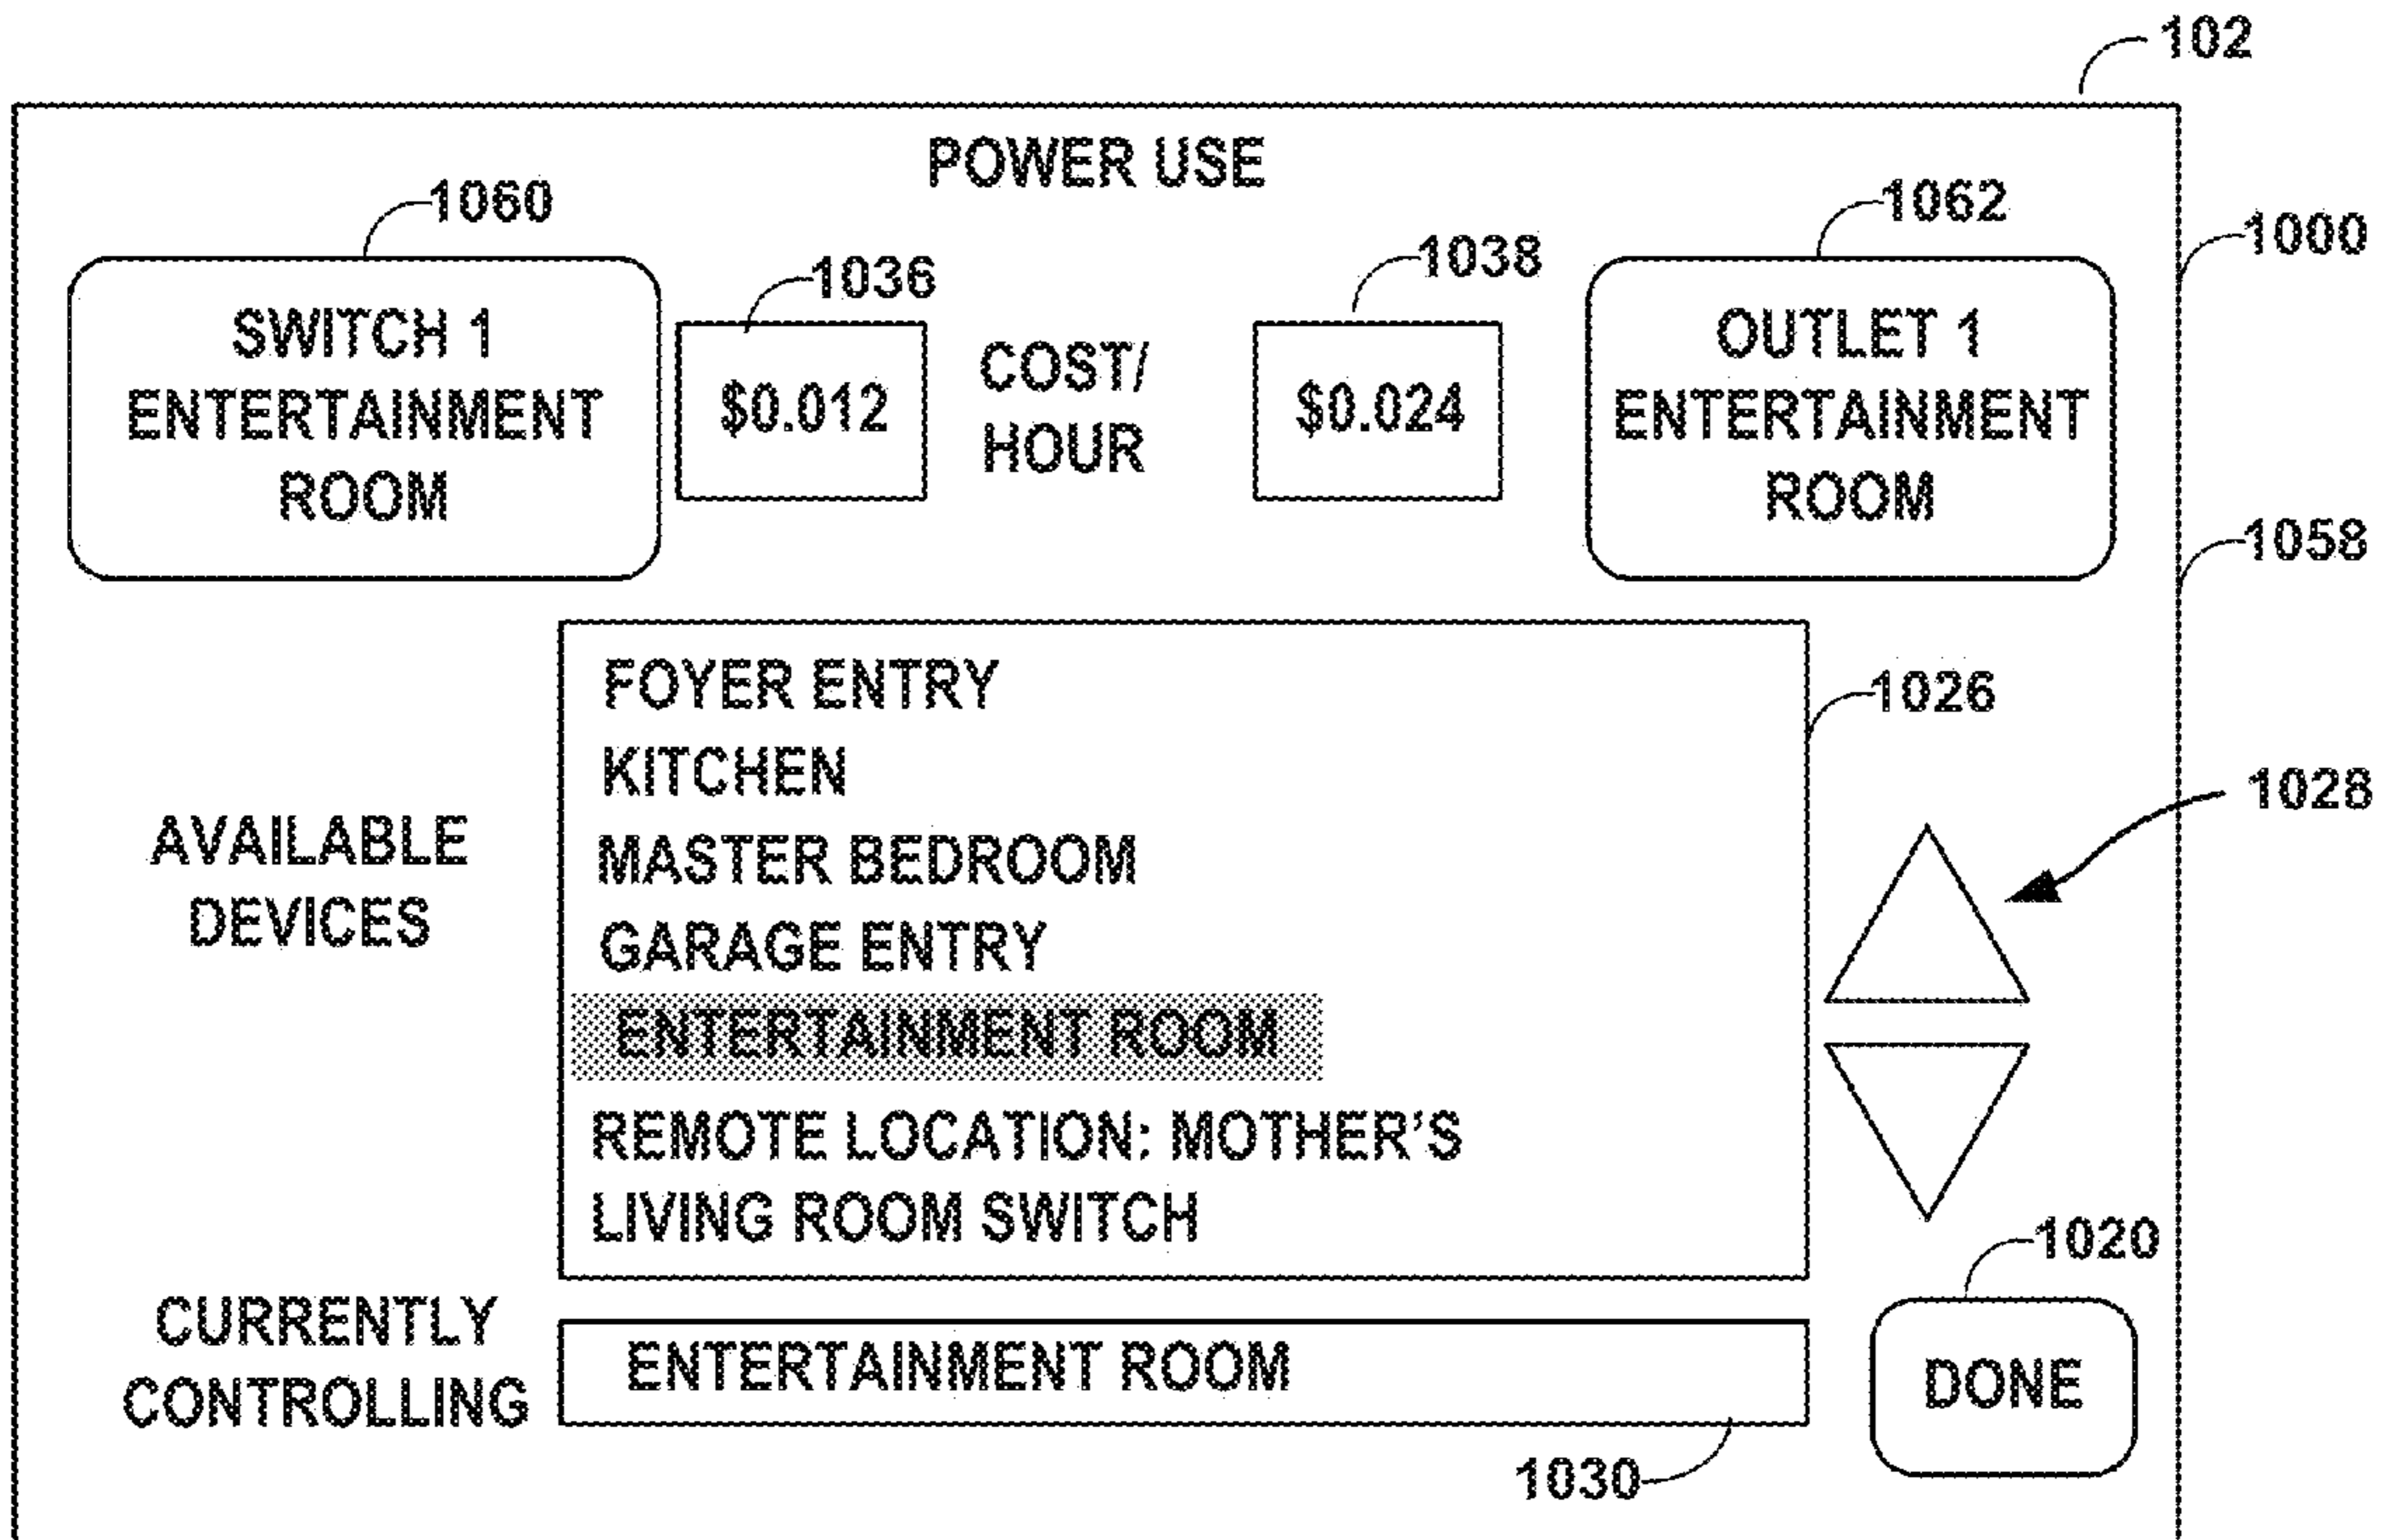 102
POWER USE
1060
1062
1000
1036
1038
SWITCH 1
ENTERTAINMENT
ROOM
$0.012
COST/
HOUR
$0.024
OUTLET 1
ENTERTAINMENT
ROOM
1058
FOYER ENTRY
1026
KITCHEN
1028
MASTER BEDROOM
AVAILABLE
DEVICES
GARAGE ENTRY
ENTERTAINMENT ROOM
REMOTE LOCATION: MOTHER'S
LIVING ROOM SWITCH
1020
CURRENTLY
CONTROLLING
ENTERTAINMENT ROOM
DONE
1030